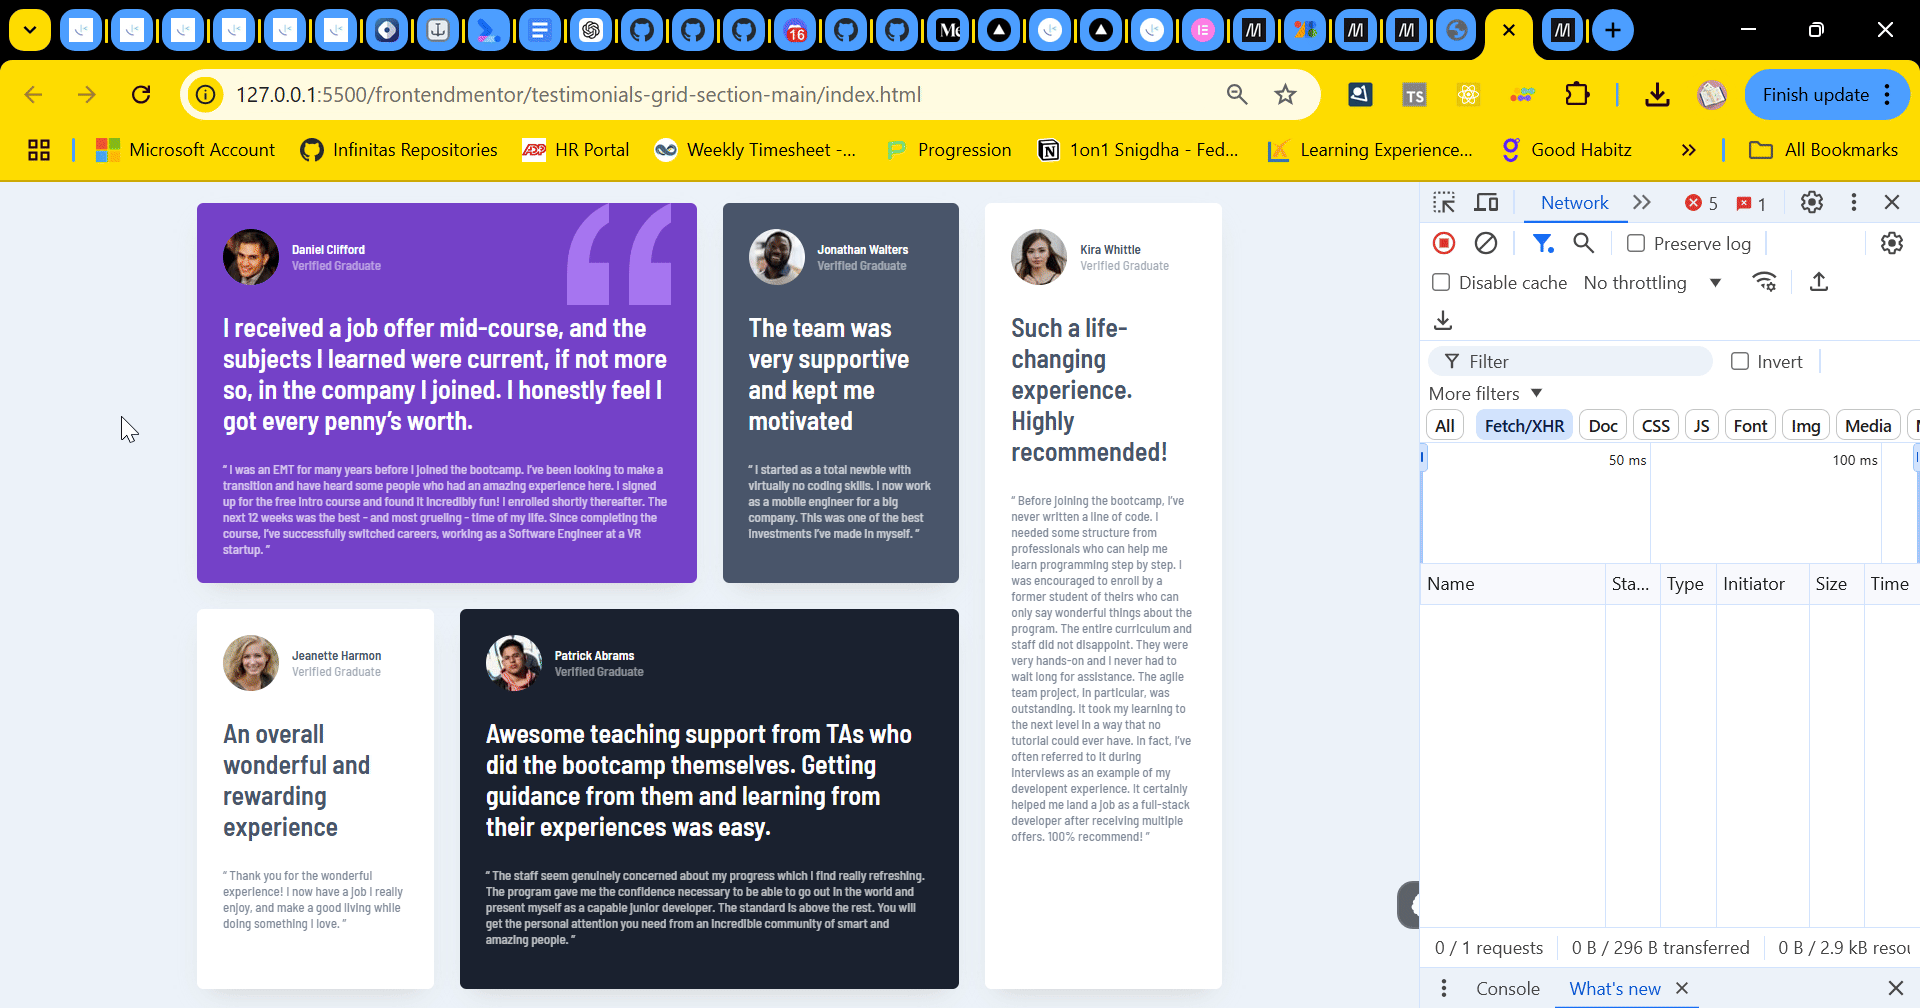 16
Me
127.0.0.1:5500/frontendmentor/testimonials-grid-section-main/index.html
TS
Finish update
Microsoft Account
Infinitas Repositories
ADP
HR Portal
Weekly Timesheet -...
Progression
1on1 Snigdha - Fed...
Learning Experience...
Good Habitz
»
All Bookmarks
Daniel Clifford
Verified Graduate
I received a job offer mid-course, and the
subjects I learned were current, if not more
so, in the company I joined. I honestly feel I
got every penny’s worth.
“ I was an EMT for many years before I joined the bootcamp. I’ve been looking to make a
transition and have heard some people who had an amazing experience here. I signed
up for the free intro course and found it incredibly fun! I enrolled shortly thereafter. The
next 12 weeks was the best - and most grueling - time of my life. Since completing the
course, I’ve successfully switched careers, working as a Software Engineer at a VR
startup. ”
Jonathan Walters
Verified Graduate
The team was
very supportive
and kept me
motivated
“ I started as a total newbie with
virtually no coding skills. I now work
as a mobile engineer for a big
company. This was one of the best
investments I’ve made in myself. ”
Kira Whittle
Verified Graduate
Such a life-
changing
experience.
Highly
recommended!
“ Before joining the bootcamp, I’ve
never written a line of code. I
needed some structure from
professionals who can help me
learn programming step by step. I
was encouraged to enroll by a
former student of theirs who can
only say wonderful things about the
program. The entire curriculum and
staff did not disappoint. They were
very hands-on and I never had to
wait long for assistance. The agile
team project, in particular, was
outstanding. It took my learning to
the next level in a way that no
tutorial could ever have. In fact, I’ve
often referred to it during
interviews as an example of my
developent experience. It certainly
helped me land a job as a full-stack
developer after receiving multiple
offers. 100% recommend! ”
Jeanette Harmon
Verified Graduate
An overall
wonderful and
rewarding
experience
“ Thank you for the wonderful
experience! I now have a job I really
enjoy, and make a good living while
doing something I love. ”
Patrick Abrams
Verified Graduate
Awesome teaching support from TAs who
did the bootcamp themselves. Getting
guidance from them and learning from
their experiences was easy.
“ The staff seem genuinely concerned about my progress which I find really refreshing.
The program gave me the confidence necessary to be able to go out in the world and
present myself as a capable junior developer. The standard is above the rest. You will
get the personal attention you need from an incredible community of smart and
amazing people. ”
Network
5
1
Preserve log
Disable cache
No throttling
Filter
Invert
More filters
All
Fetch/XHR
Doc
CSS
JS
Font
Img
Media
50 ms
100 ms
Name
Sta...
Type
Initiator
Size
Time
0 / 1 requests
0 B / 296 B transferred
0 B / 2.9 kB resou
Console
What's new